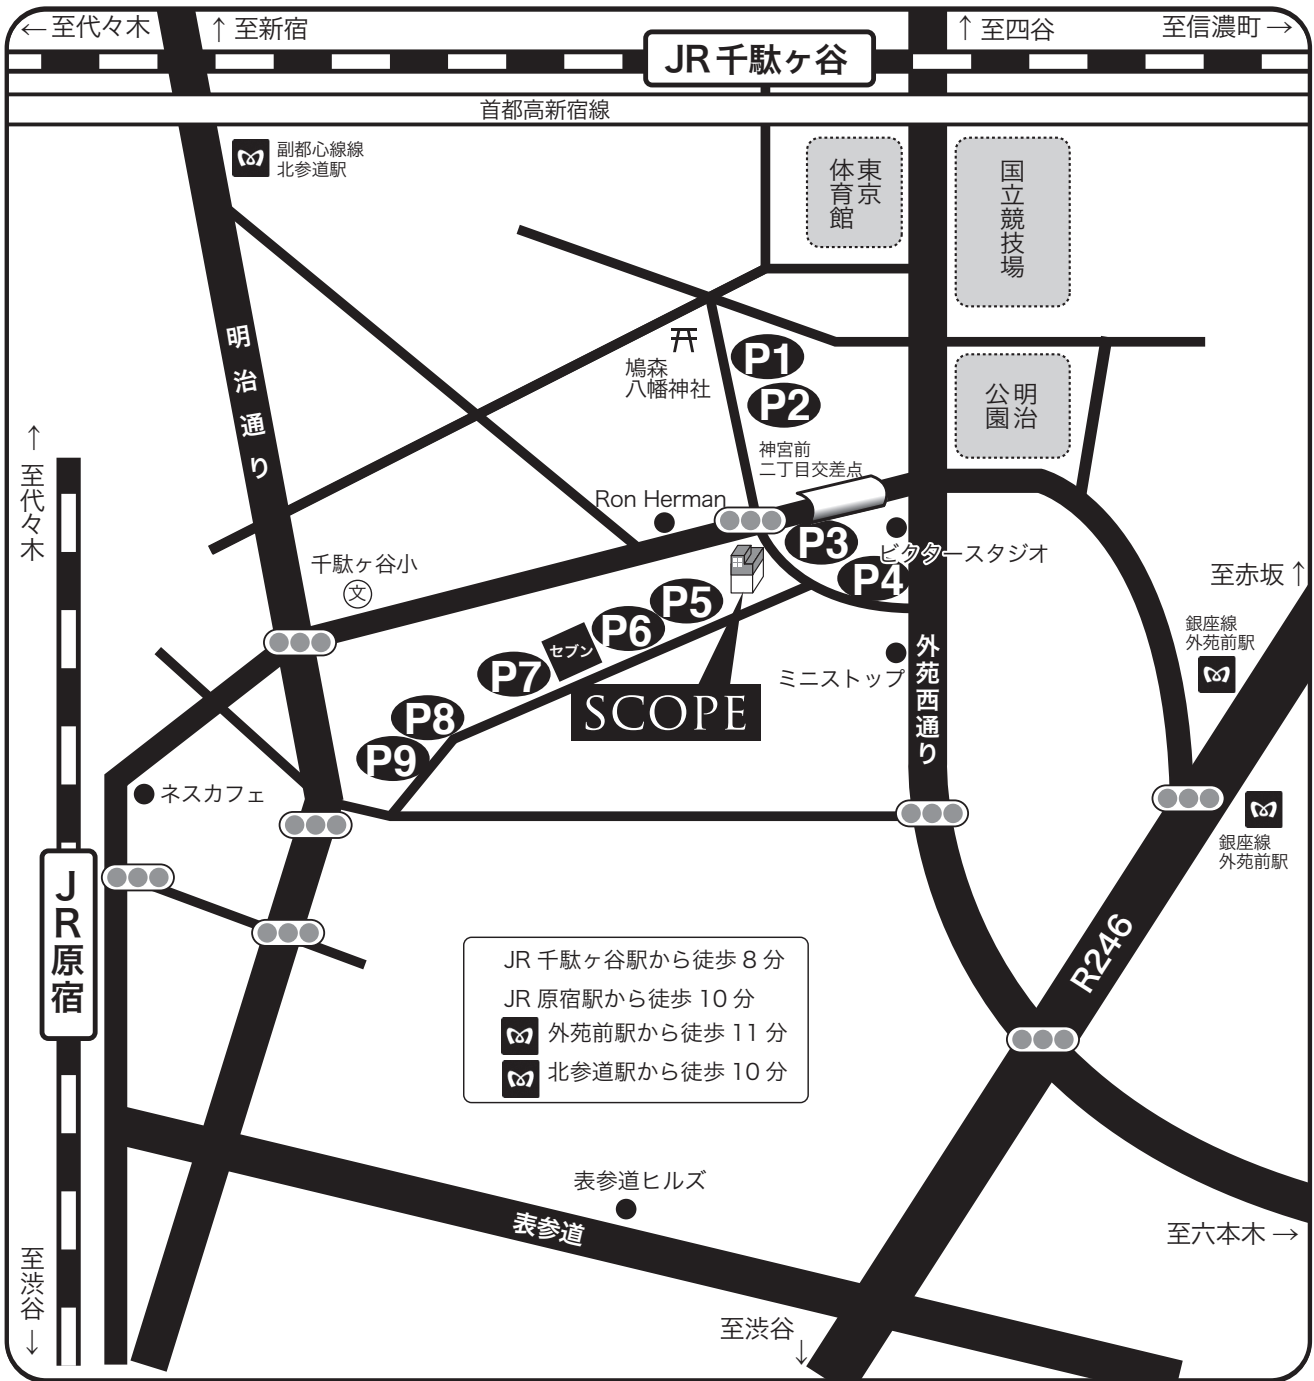 ←至代々木
↑至新宿
↑至四谷
至信濃町→
JR千駄ヶ谷
首都高新宿線
副都心線線
北参道駅
東京
体育館
国立競技場
明治通り
鳩森
八幡神社
P1
P2
明治
公園
神宮前
二丁目交差点
↑至代々木
Ron Herman
P3
ビクタースタジオ
P4
千駄ヶ谷小
文
至赤坂↑
P5
P6
セブン
P7
銀座線
外苑前駅
外苑西通り
ミニストップ
SCOPE
P8
P9
ネスカフェ
銀座線
外苑前駅
JR原宿
R246
JR 千駄ヶ谷駅から徒歩 8 分
JR 原宿駅から徒歩 10 分
外苑前駅から徒歩 11 分
北参道駅から徒歩 10 分
表参道ヒルズ
表参道
至六本木→
至渋谷↓
至渋谷
↓